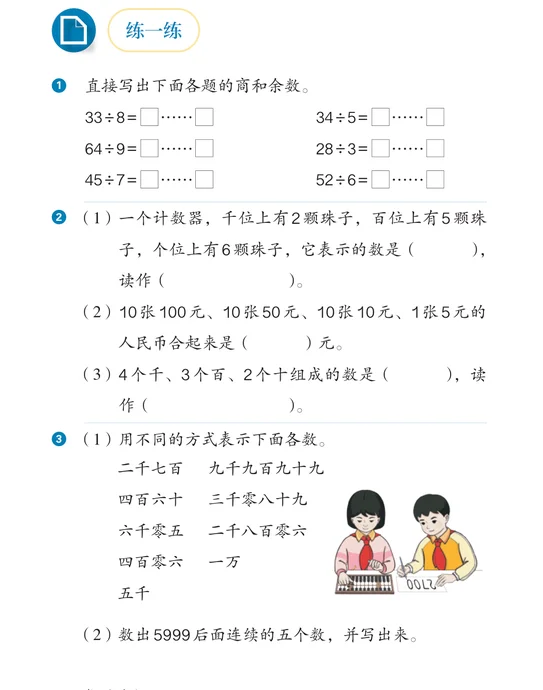 练一练
1 直接写出下面各题的商和余数。
33÷8=□……□ 34÷5=□……□
64÷9=□……□ 28÷3=□……□
45÷7=□……□ 52÷6=□……□
2 （1）一个计数器，千位上有2颗珠子，百位上有5颗珠
子，个位上有6颗珠子，它表示的数是（ ），
读作（ ）。
（2）10张100元、10张50元、10张10元、1张5元的
人民币合起来是（ ）元。
（3）4个千、3个百、2个十组成的数是（ ），读
作（ ）。
3 （1）用不同的方式表示下面各数。
二千七百 九千九百九十九
四百六十 三千零八十九
六千零五 二千八百零六
四百零六 一万
五千
2700
（2）数出5999后面连续的五个数，并写出来。